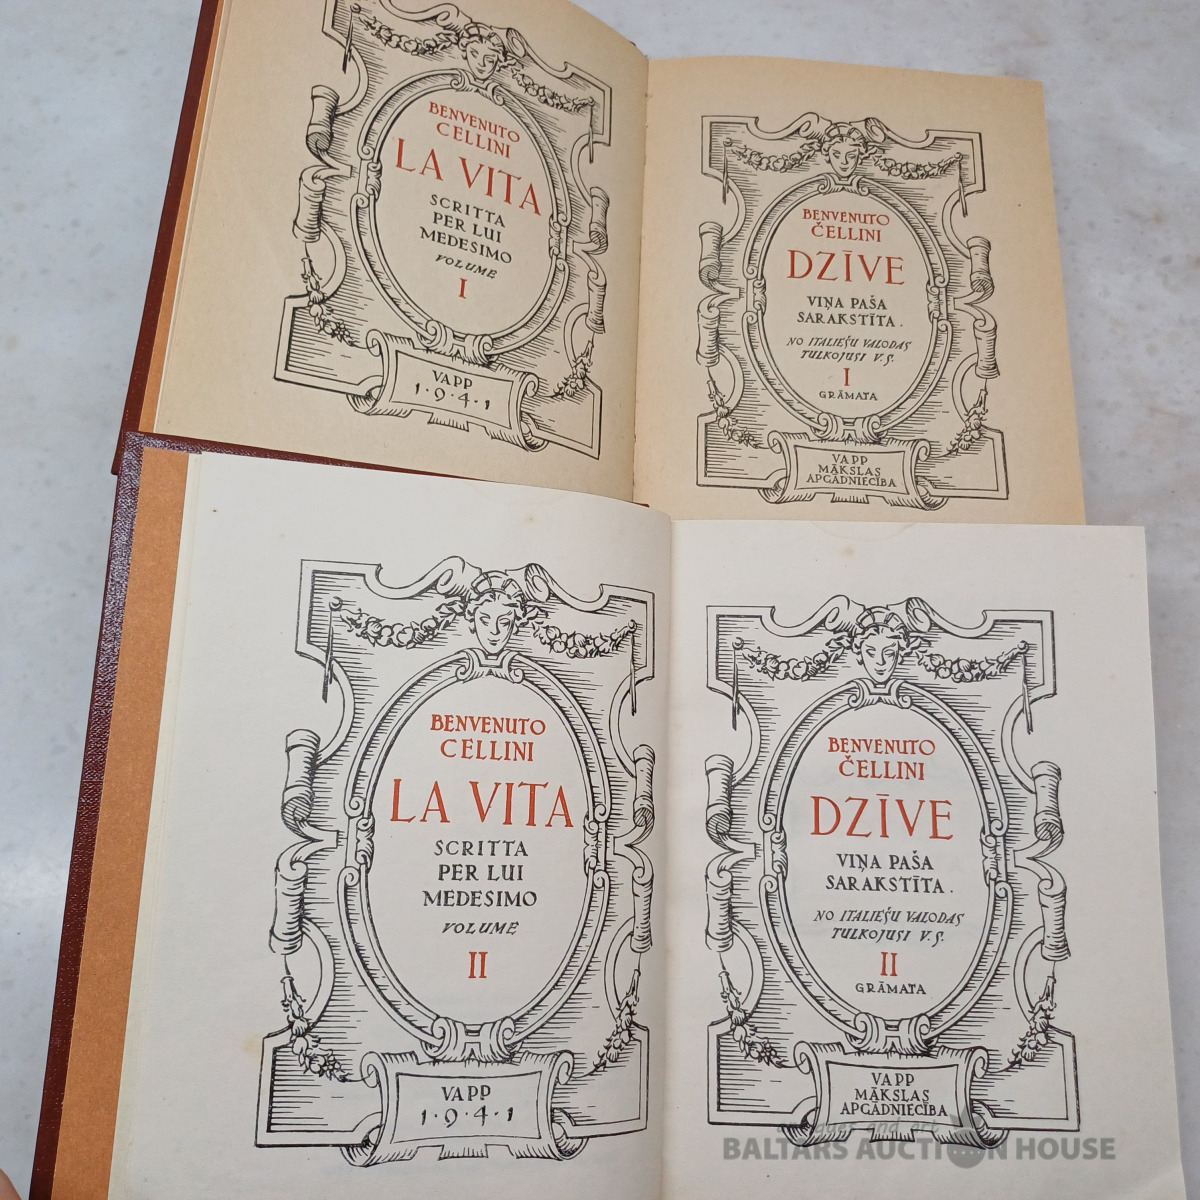 BENVENUTO
CELLINI
LA VITA
SCRITTA
PER LUI
MEDESIMO
VOLUME
I
VAPP
1·9·4·1
BENVENUTO
ČELLINI
DZĪVE
VIŅA PAŠA
SARAKSTĪTA.
NO ITALIEŠU VALODAS
TULKOJUSI V.Ş.
I
GRĀMATA
VAPP
MĀKSLAS
APGĀDNIECĪBA
BENVENUTO
CELLINI
LA VITA
SCRITTA
PER LUI
MEDESIMO
VOLUME
II
VAPP
1·9·4·1
BENVENUTO
ČELLINI
DZĪVE
VIŅA PAŠA
SARAKSTĪTA.
NO ITALIEŠU VALODAS
TULKOJUSI V.Ş.
II
GRĀMATA
VAPP
MĀKSLAS
APGĀDNIECĪBA
and art
BALTARS AUCTION HOUSE